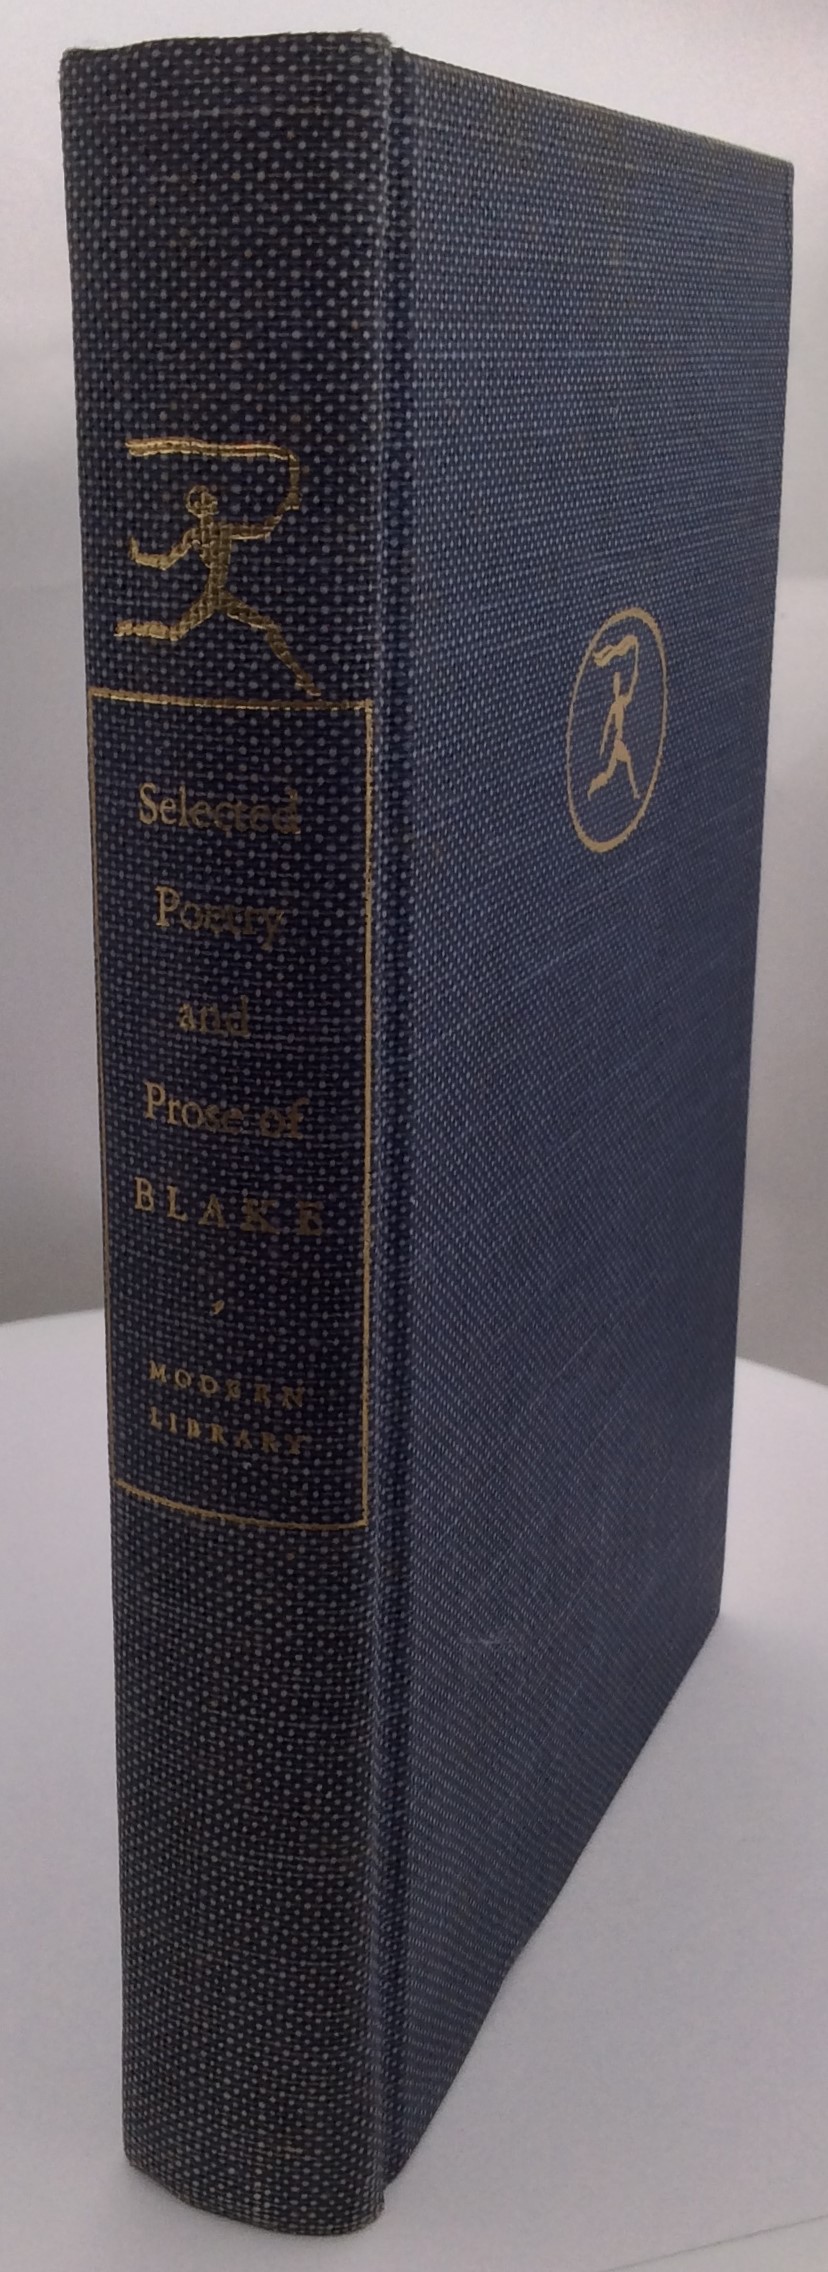 Selected
Poetry
and
Prose of
BLAKE
MODERN
LIBRARY